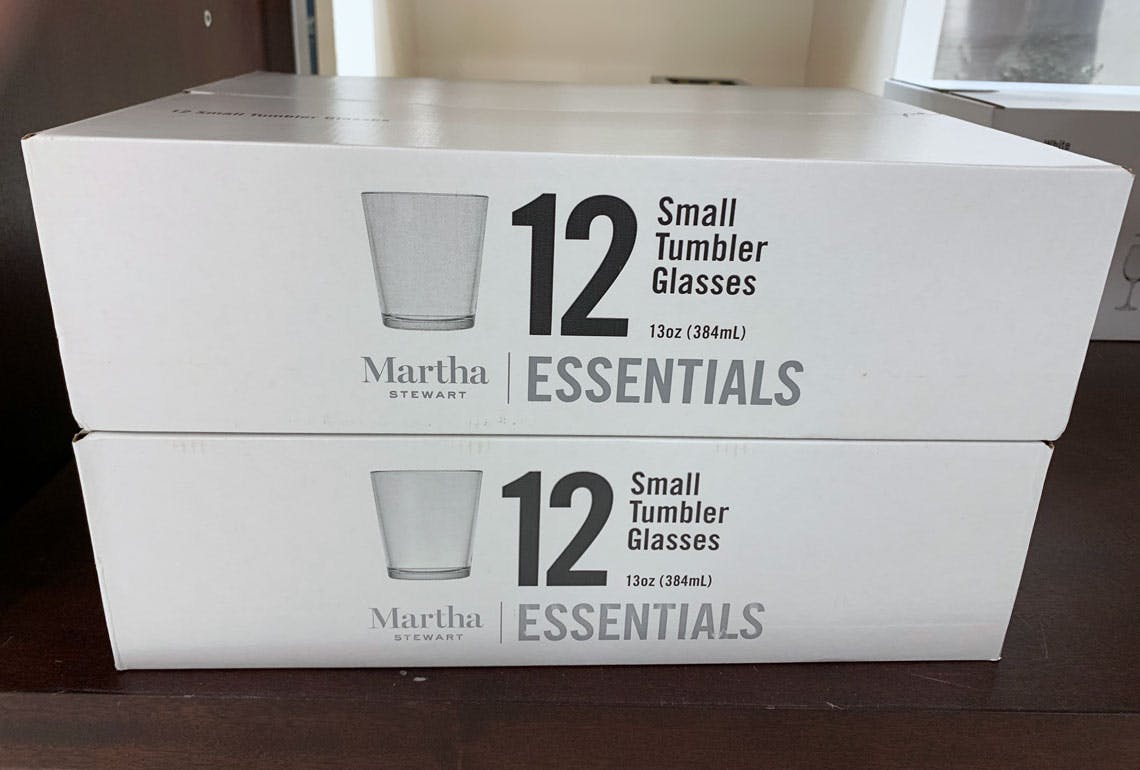 12 Small Tumbler Glasses
12
Small
Tumbler
Glasses
13oz (384mL)
Martha
STEWART
ESSENTIALS
12
Small
Tumbler
Glasses
13oz (384mL)
Martha
STEWART
ESSENTIALS
White